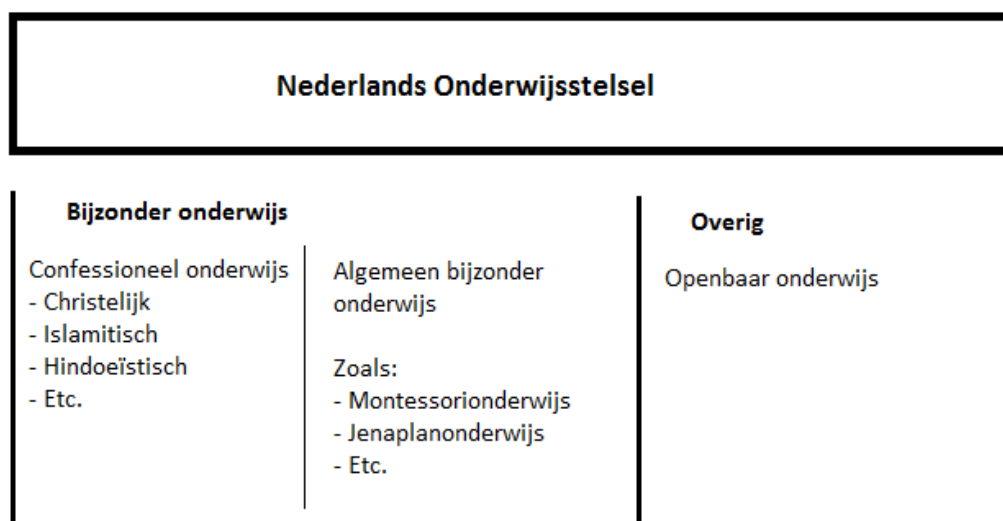 Nederlands Onderwijsstelsel
Bijzonder onderwijs
Confessioneel onderwijs
- Christelijk
- Islamitisch
- Hindoeïstisch
- Etc.
Algemeen bijzonder
onderwijs
Zoals:
- Montessorionderwijs
- Jenaplanonderwijs
- Etc.
Overig
Openbaar onderwijs